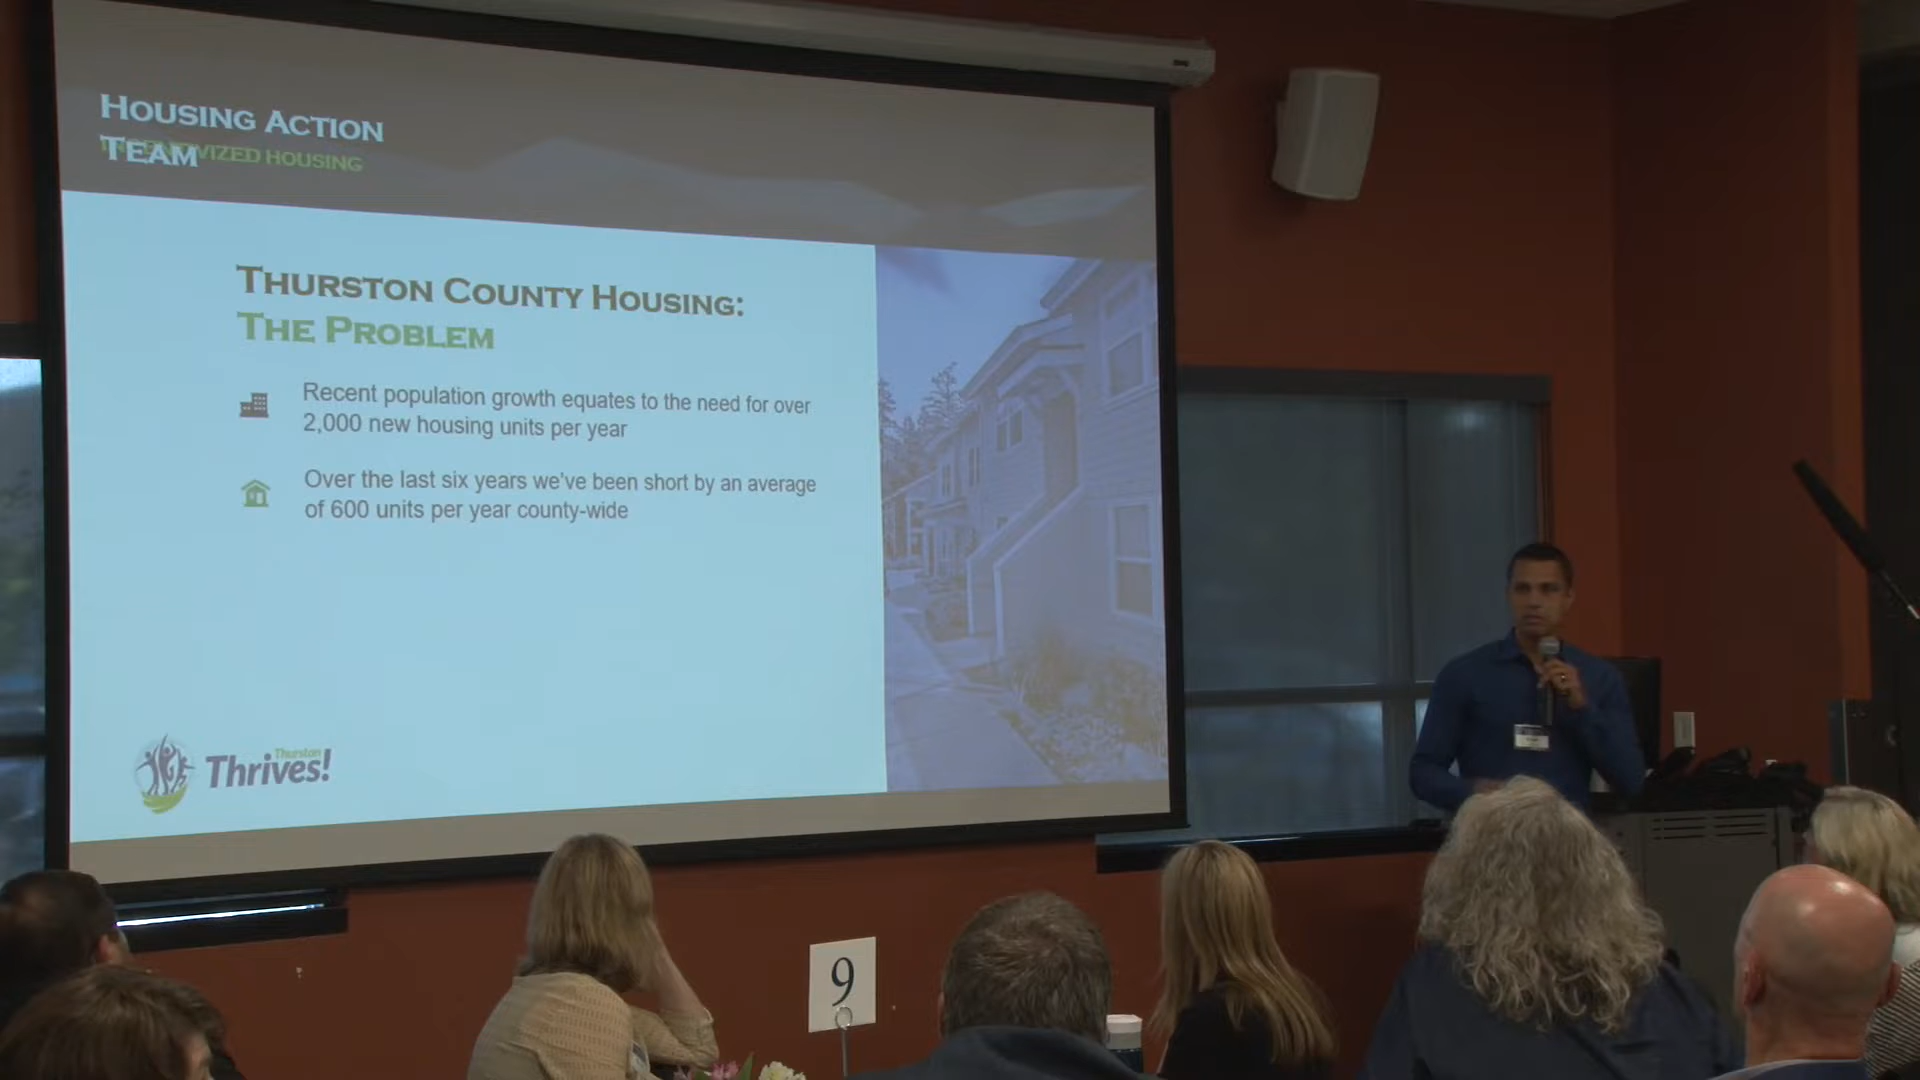 HOUSING ACTION
TEAM
HOUSING
THURSTON COUNTY HOUSING:
THE PROBLEM
Recent population growth equates to the need for over
2,000 new housing units per year
Over the last six years we've been short by an average
of 600 units per year county-wide
Thurston
Thrives!
9